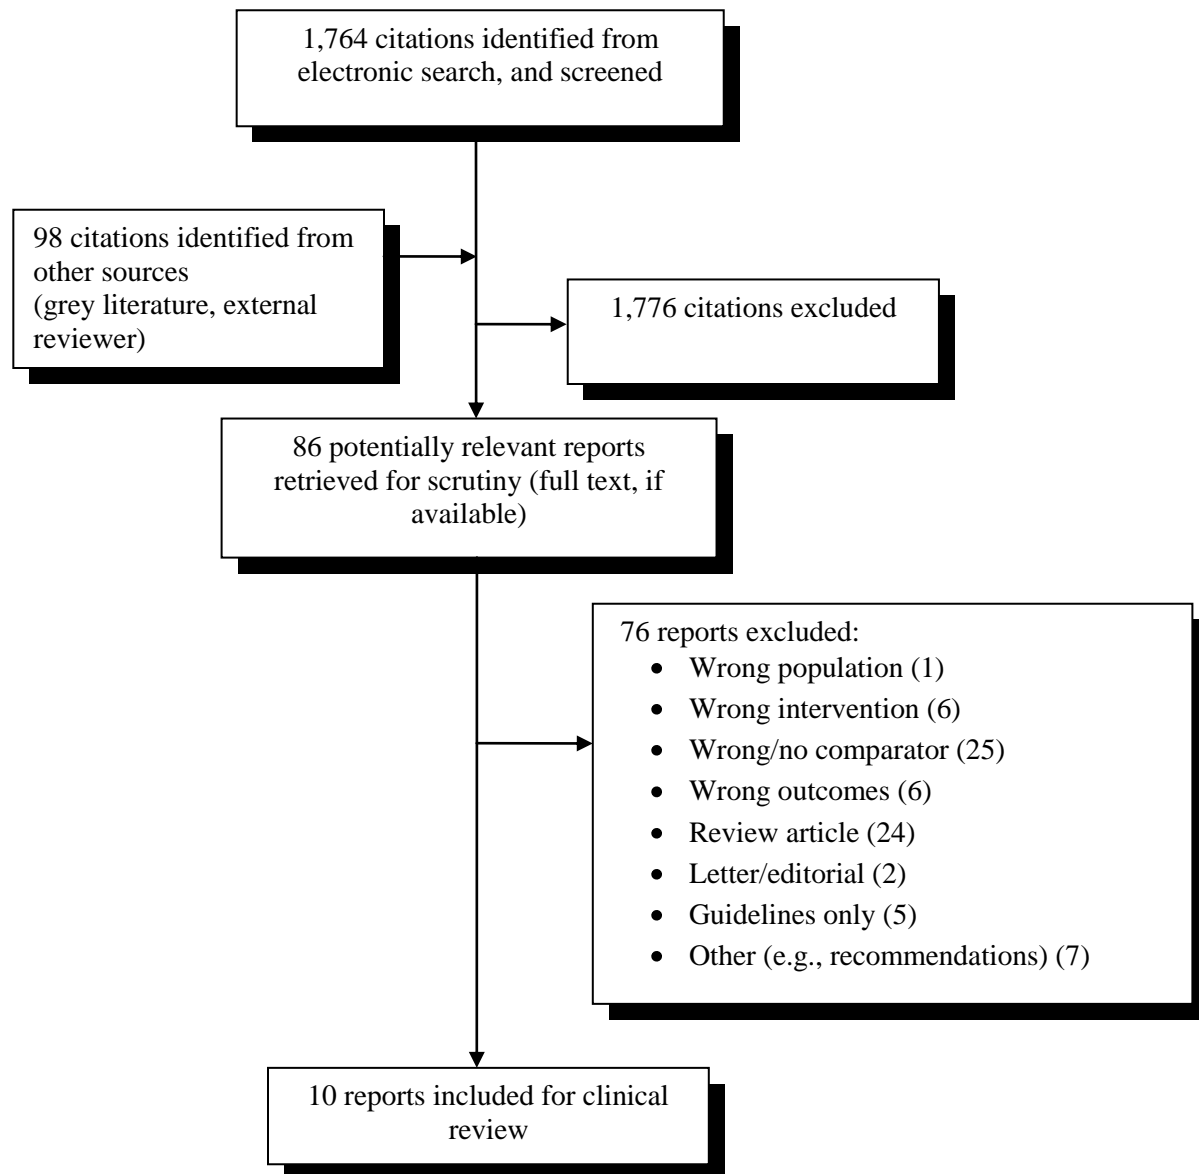 1,764 citations identified from
electronic search, and screened
98 citations identified from
other sources
(grey literature, external
reviewer)
1,776 citations excluded
86 potentially relevant reports
retrieved for scrutiny (full text, if
available)
76 reports excluded:
• Wrong population (1)
• Wrong intervention (6)
• Wrong/no comparator (25)
• Wrong outcomes (6)
• Review article (24)
• Letter/editorial (2)
• Guidelines only (5)
• Other (e.g., recommendations) (7)
10 reports included for clinical
review